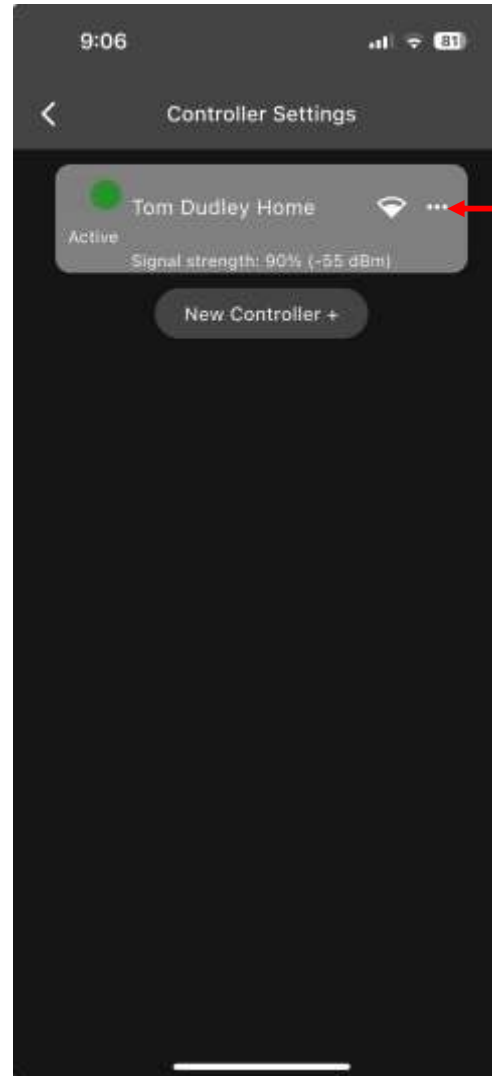 9:06
81
Controller Settings
Tom Dudley Home
Active
Signal strength: 90% (-55 dBm)
New Controller +